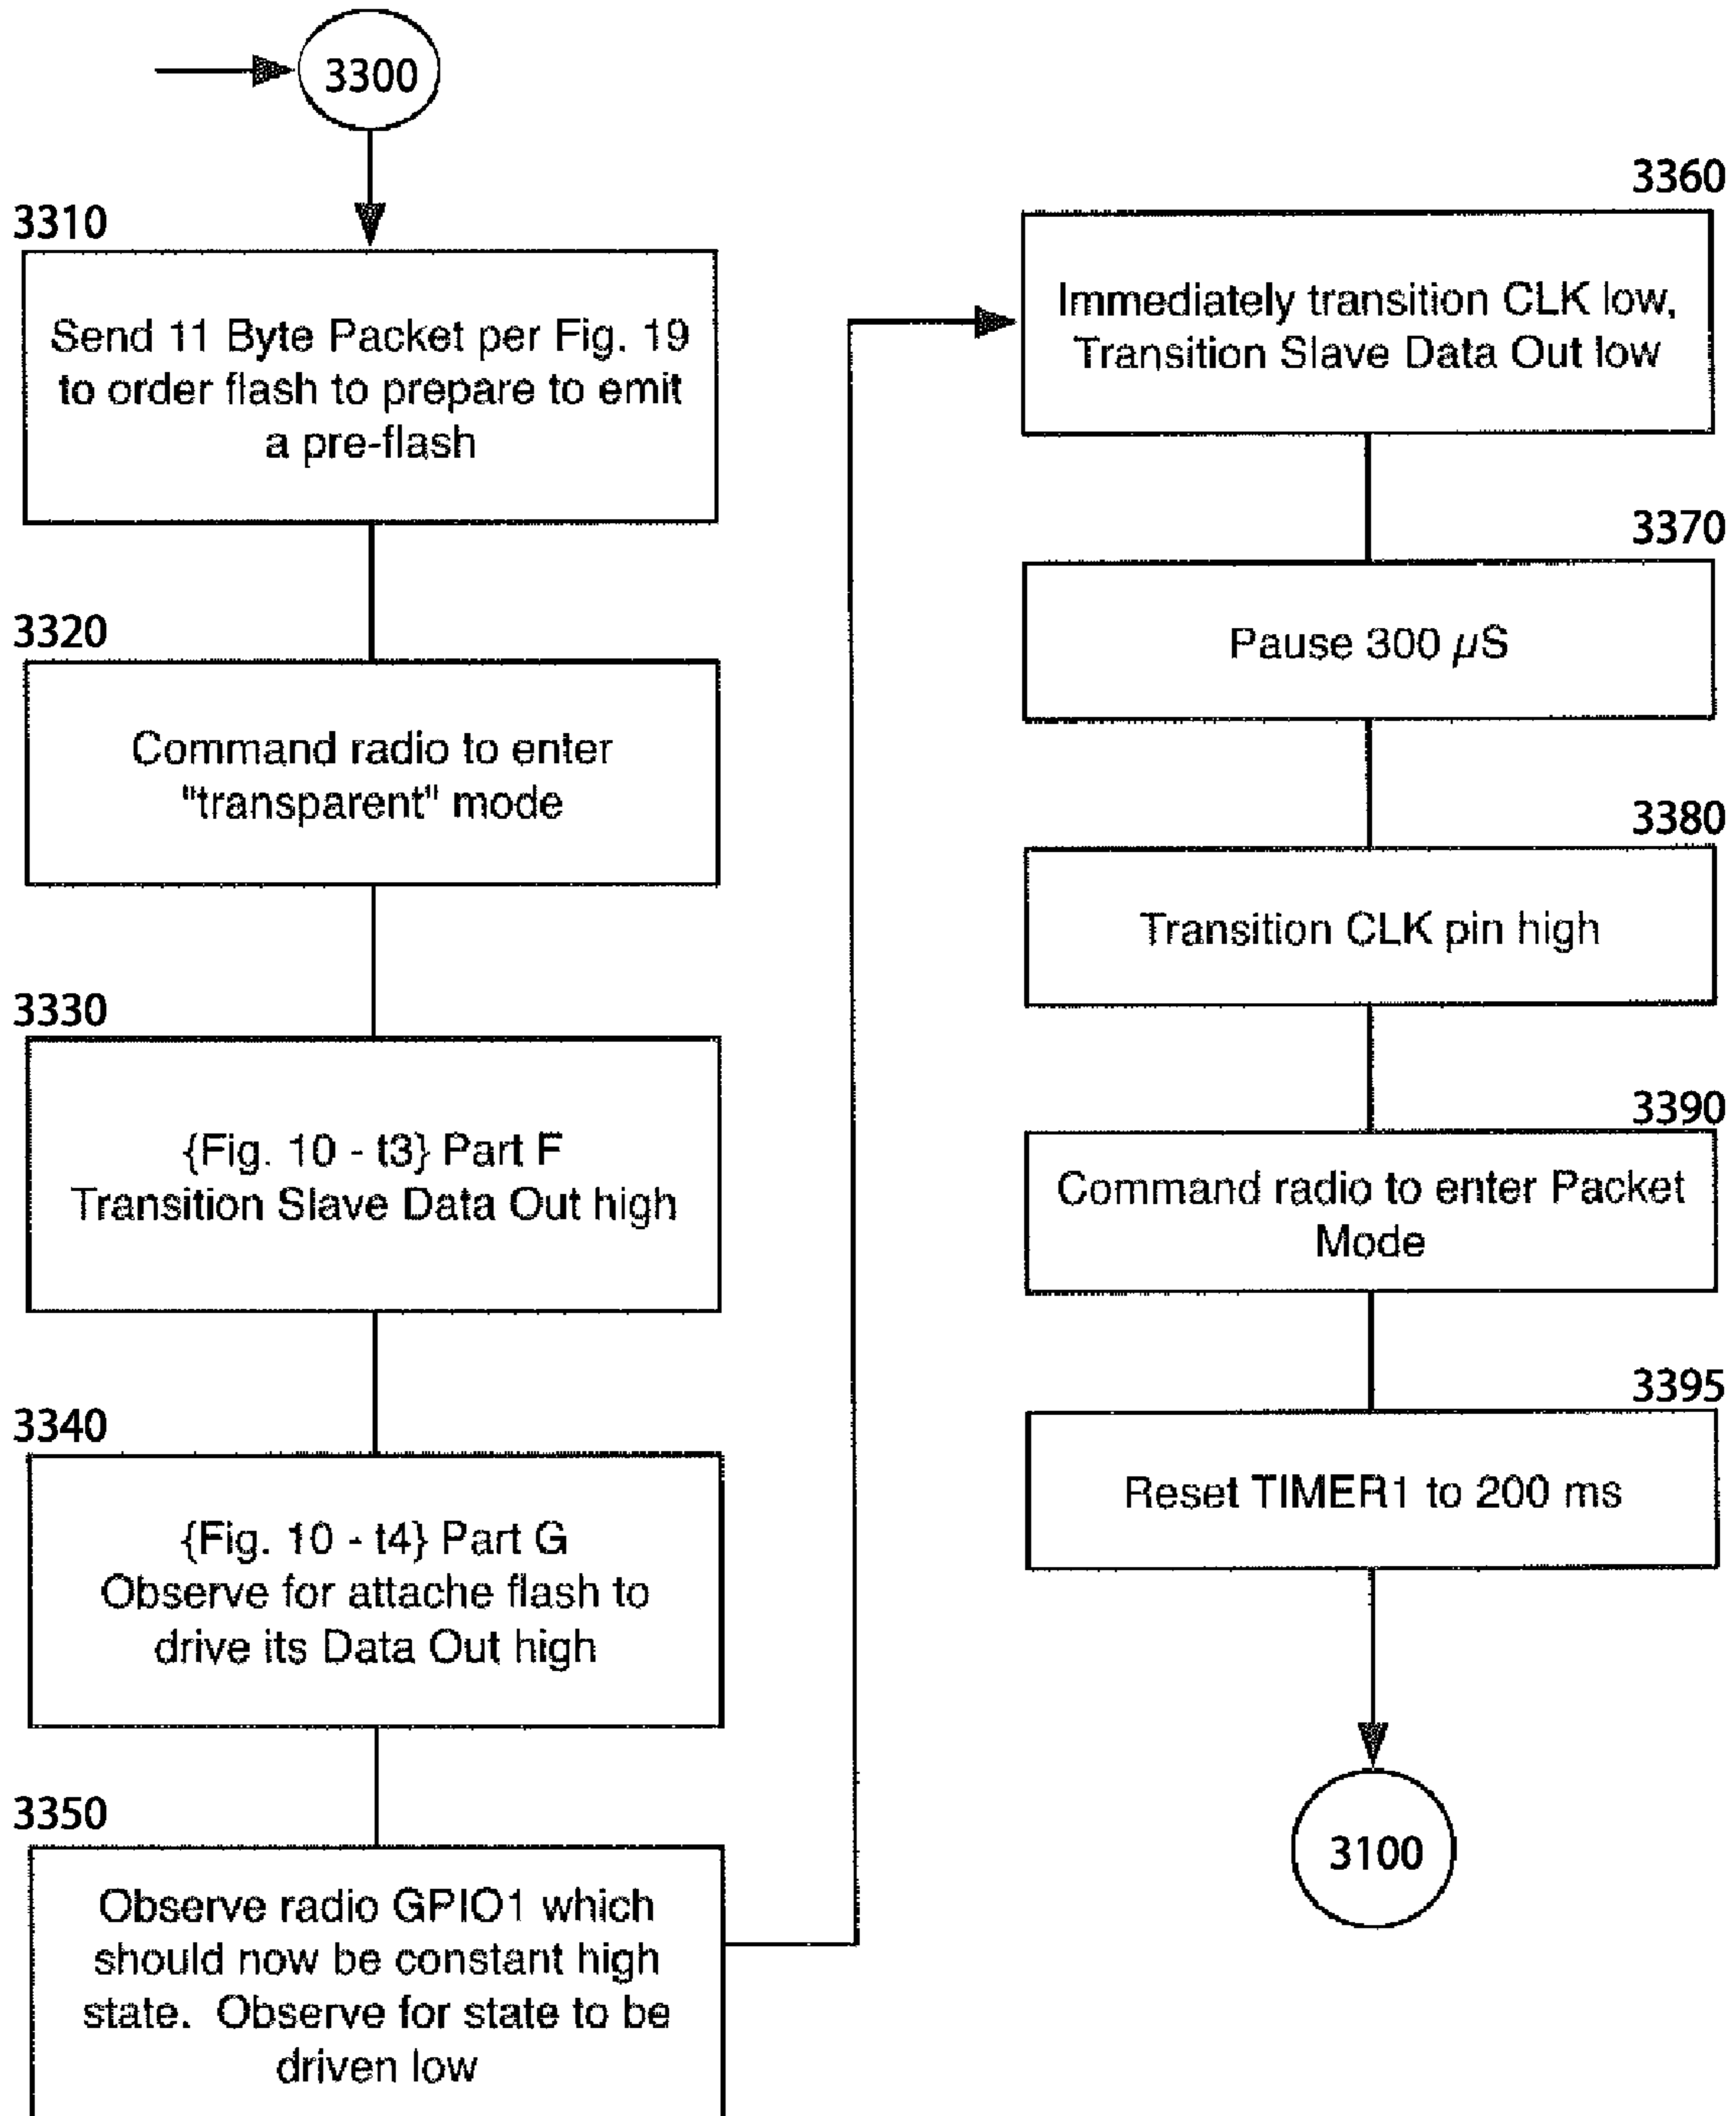 3300
3310
Send 11 Byte Packet per Fig. 19
to order flash to prepare to emit
a pre-flash
3320
Command radio to enter
"transparent" mode
3330
{Fig. 10 - t3} Part F
Transition Slave Data Out high
3340
{Fig. 10 - t4} Part G
Observe for attache flash to
drive its Data Out high
3350
Observe radio GPIO1 which
should now be constant high
state. Observe for state to be
driven low
3360
Immediately transition CLK low,
Transition Slave Data Out low
3370
Pause 300 μS
3380
Transition CLK pin high
3390
Command radio to enter Packet
Mode
3395
Reset TIMER1 to 200 ms
3100